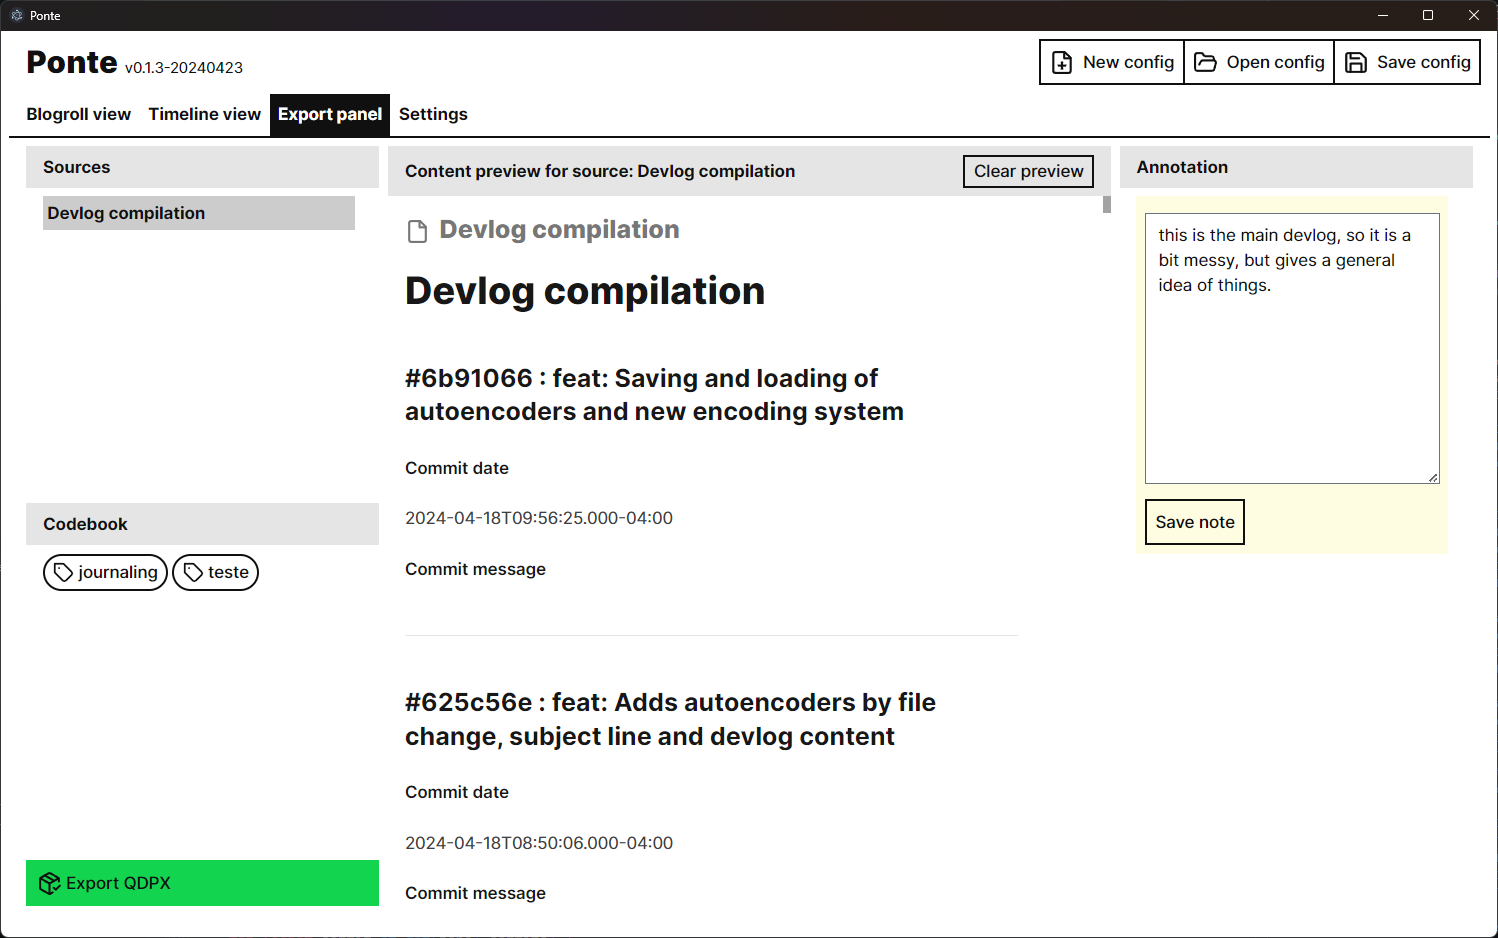 Ponte
Ponte v0.1.3-20240423
New config
Open config
Save config
Blogroll view
Timeline view
Export panel
Settings
Sources
Devlog compilation
Codebook
journaling
teste
Export QDPX
Content preview for source: Devlog compilation
Clear preview
Devlog compilation
Devlog compilation
#6b91066 : feat: Saving and loading of
autoencoders and new encoding system
Commit date
2024-04-18T09:56:25.000-04:00
Commit message
#625c56e : feat: Adds autoencoders by file
change, subject line and devlog content
Commit date
2024-04-18T08:50:06.000-04:00
Commit message
Annotation
this is the main devlog, so it is a
bit messy, but gives a general
idea of things.
Save note